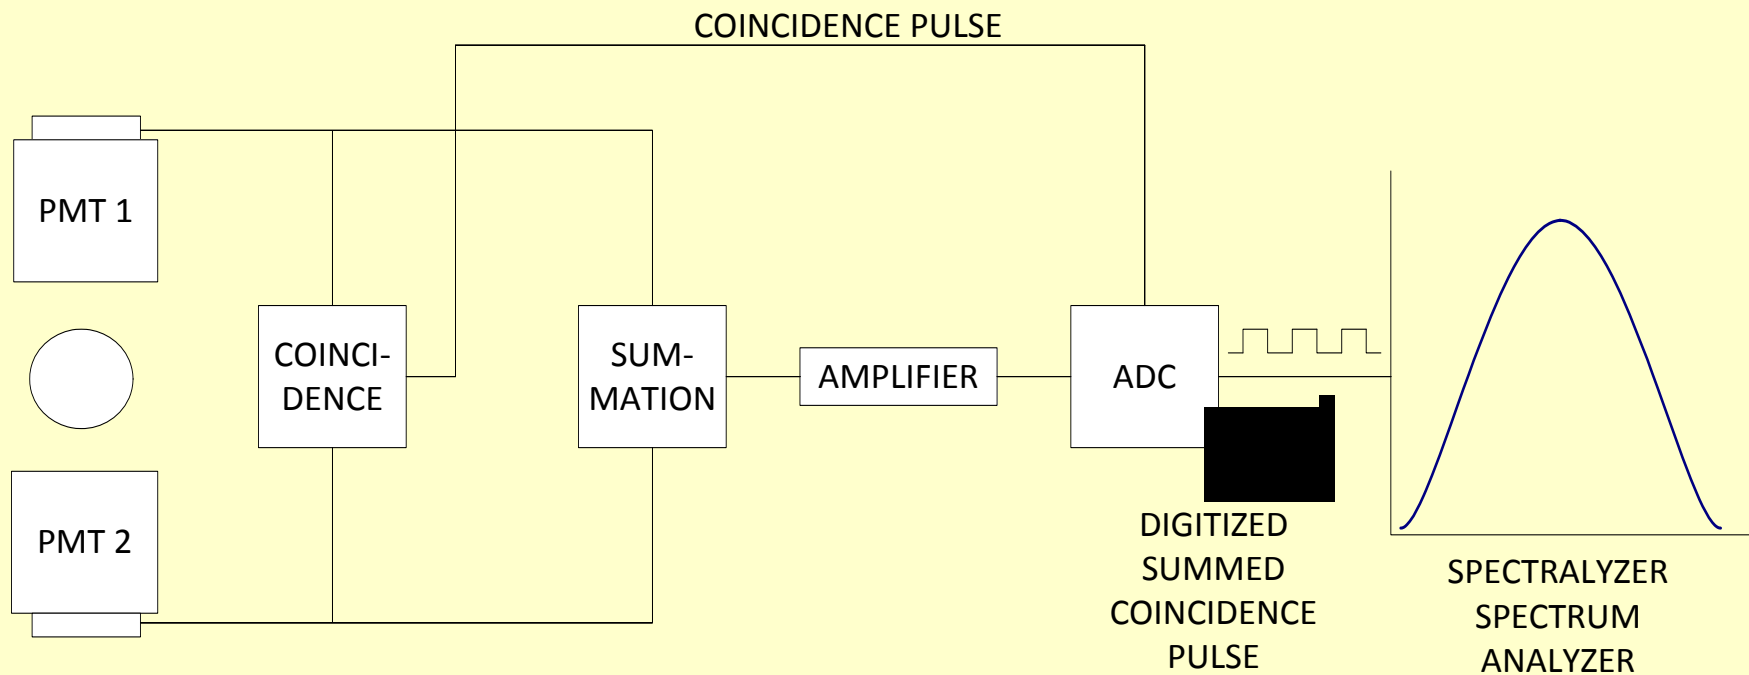 COINCIDENCE PULSE
PMT 1
COINCI-
DENCE
SUM-
MATION
AMPLIFIER
ADC
PMT 2
DIGITIZED
SUMMED
COINCIDENCE
PULSE
SPECTRALYZER
SPECTRUM
ANALYZER